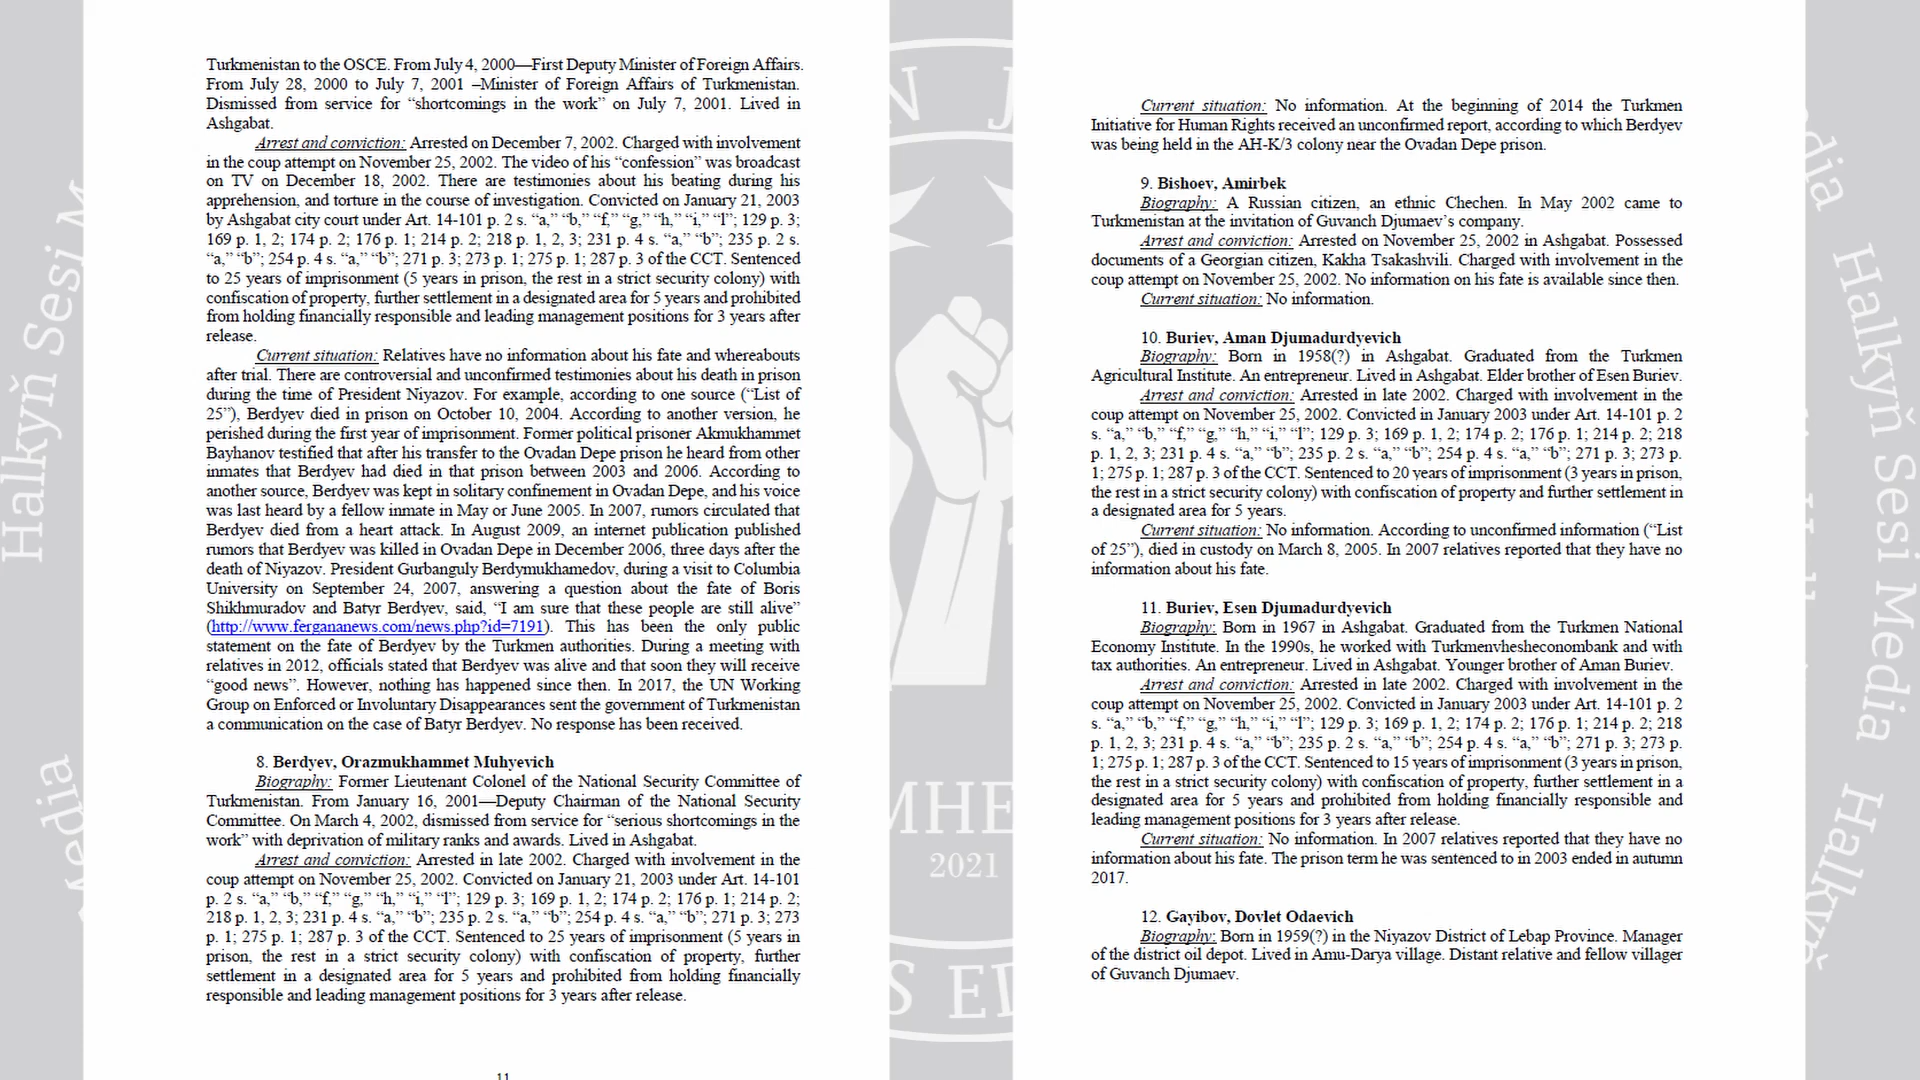 Turkmenistan to the OSCE. From July 4, 2000—First Deputy Minister of Foreign Affairs.
From July 28, 2000 to July 7, 2001 –Minister of Foreign Affairs of Turkmenistan.
Dismissed from service for “shortcomings in the work” on July 7, 2001. Lived in
Ashgabat.
Arrest and conviction: Arrested on December 7, 2002. Charged with involvement
in the coup attempt on November 25, 2002. The video of his “confession” was broadcast
on TV on December 18, 2002. There are testimonies about his beating during his
apprehension, and torture in the course of investigation. Convicted on January 21, 2003
by Ashgabat city court under Art. 14-101 p. 2 s. “a,” “b,” “f,” “g,” “h,” “i,” “l”; 129 p. 3;
169 p. 1, 2; 174 p. 2; 176 p. 1; 214 p. 2; 218 p. 1, 2, 3; 231 p. 4 s. “a,” “b”; 235 p. 2 s.
“a,” “b”; 254 p. 4 s. “a,” “b”; 271 p. 3; 273 p. 1; 275 p. 1; 287 p. 3 of the CCT. Sentenced
to 25 years of imprisonment (5 years in prison, the rest in a strict security colony) with
confiscation of property, further settlement in a designated area for 5 years and prohibited
from holding financially responsible and leading management positions for 3 years after
release.
Current situation: Relatives have no information about his fate and whereabouts
after trial. There are controversial and unconfirmed testimonies about his death in prison
during the time of President Niyazov. For example, according to one source (“List of
25”), Berdyev died in prison on October 10, 2004. According to another version, he
perished during the first year of imprisonment. Former political prisoner Akmukhammet
Bayhanov testified that after his transfer to the Ovadan Depe prison he heard from other
inmates that Berdyev had died in that prison between 2003 and 2006. According to
another source, Berdyev was kept in solitary confinement in Ovadan Depe, and his voice
was last heard by a fellow inmate in May or June 2005. In 2007, rumors circulated that
Berdyev died from a heart attack. In August 2009, an internet publication published
rumors that Berdyev was killed in Ovadan Depe in December 2006, three days after the
death of Niyazov. President Gurbanguly Berdymukhamedov, during a visit to Columbia
University on September 24, 2007, answering a question about the fate of Boris
Shikhmuradov and Batyr Berdyev, said, “I am sure that these people are still alive”
(http://www.fergananews.com/news.php?id=7191). This has been the only public
statement on the fate of Berdyev by the Turkmen authorities. During a meeting with
relatives in 2012, officials stated that Berdyev was alive and that soon they will receive
“good news”. However, nothing has happened since then. In 2017, the UN Working
Group on Enforced or Involuntary Disappearances sent the government of Turkmenistan
a communication on the case of Batyr Berdyev. No response has been received.
8. Berdyev, Orazmukhammet Muhyevich
Biography: Former Lieutenant Colonel of the National Security Committee of
Turkmenistan. From January 16, 2001—Deputy Chairman of the National Security
Committee. On March 4, 2002, dismissed from service for “serious shortcomings in the
work” with deprivation of military ranks and awards. Lived in Ashgabat.
Arrest and conviction: Arrested in late 2002. Charged with involvement in the
coup attempt on November 25, 2002. Convicted on January 21, 2003 under Art. 14-101
p. 2 s. “a,” “b,” “f,” “g,” “h,” “i,” “l”; 129 p. 3; 169 p. 1, 2; 174 p. 2; 176 p. 1; 214 p. 2;
218 p. 1, 2, 3; 231 p. 4 s. “a,” “b”; 235 p. 2 s. “a,” “b”; 254 p. 4 s. “a,” “b”; 271 p. 3; 273
p. 1; 275 p. 1; 287 p. 3 of the CCT. Sentenced to 25 years of imprisonment (5 years in
prison, the rest in a strict security colony) with confiscation of property, further
settlement in a designated area for 5 years and prohibited from holding financially
responsible and leading management positions for 3 years after release.
11
Current situation: No information. At the beginning of 2014 the Turkmen
Initiative for Human Rights received an unconfirmed report, according to which Berdyev
was being held in the AH-K/3 colony near the Ovadan Depe prison.
9. Bishoev, Amirbek
Biography: A Russian citizen, an ethnic Chechen. In May 2002 came to
Turkmenistan at the invitation of Guvanch Djumaev’s company.
Arrest and conviction: Arrested on November 25, 2002 in Ashgabat. Possessed
documents of a Georgian citizen, Kakha Tsakashvili. Charged with involvement in the
coup attempt on November 25, 2002. No information on his fate is available since then.
Current situation: No information.
10. Buriev, Aman Djumadurdyevich
Biography: Born in 1958(?) in Ashgabat. Graduated from the Turkmen
Agricultural Institute. An entrepreneur. Lived in Ashgabat. Elder brother of Esen Buriev.
Arrest and conviction: Arrested in late 2002. Charged with involvement in the
coup attempt on November 25, 2002. Convicted in January 2003 under Art. 14-101 p. 2
s. “a,” “b,” “f,” “g,” “h,” “i,” “l”; 129 p. 3; 169 p. 1, 2; 174 p. 2; 176 p. 1; 214 p. 2; 218
p. 1, 2, 3; 231 p. 4 s. “a,” “b”; 235 p. 2 s. “a,” “b”; 254 p. 4 s. “a,” “b”; 271 p. 3; 273 p.
1; 275 p. 1; 287 p. 3 of the CCT. Sentenced to 20 years of imprisonment (3 years in prison,
the rest in a strict security colony) with confiscation of property and further settlement in
a designated area for 5 years.
Current situation: No information. According to unconfirmed information (“List
of 25”), died in custody on March 8, 2005. In 2007 relatives reported that they have no
information about his fate.
11. Buriev, Esen Djumadurdyevich
Biography: Born in 1967 in Ashgabat. Graduated from the Turkmen National
Economy Institute. In the 1990s, he worked with Turkmenvhesheconombank and with
tax authorities. An entrepreneur. Lived in Ashgabat. Younger brother of Aman Buriev.
Arrest and conviction: Arrested in late 2002. Charged with involvement in the
coup attempt on November 25, 2002. Convicted in January 2003 under Art. 14-101 p. 2
s. “a,” “b,” “f,” “g,” “h,” “i,” “l”; 129 p. 3; 169 p. 1, 2; 174 p. 2; 176 p. 1; 214 p. 2; 218
p. 1, 2, 3; 231 p. 4 s. “a,” “b”; 235 p. 2 s. “a,” “b”; 254 p. 4 s. “a,” “b”; 271 p. 3; 273 p.
1; 275 p. 1; 287 p. 3 of the CCT. Sentenced to 15 years of imprisonment (3 years in prison,
the rest in a strict security colony) with confiscation of property, further settlement in a
designated area for 5 years and prohibited from holding financially responsible and
leading management positions for 3 years after release.
Current situation: No information. In 2007 relatives reported that they have no
information about his fate. The prison term he was sentenced to in 2003 ended in autumn
2017.
12. Gayibov, Dovlet Odaevich
Biography: Born in 1959(?) in the Niyazov District of Lebap Province. Manager
of the district oil depot. Lived in Amu-Darya village. Distant relative and fellow villager
of Guvanch Djumaev.
Halkyň Sesi M
edia
N J
MHE
2021
S ED
dia
Halkyň Sesi Media
Halkyň